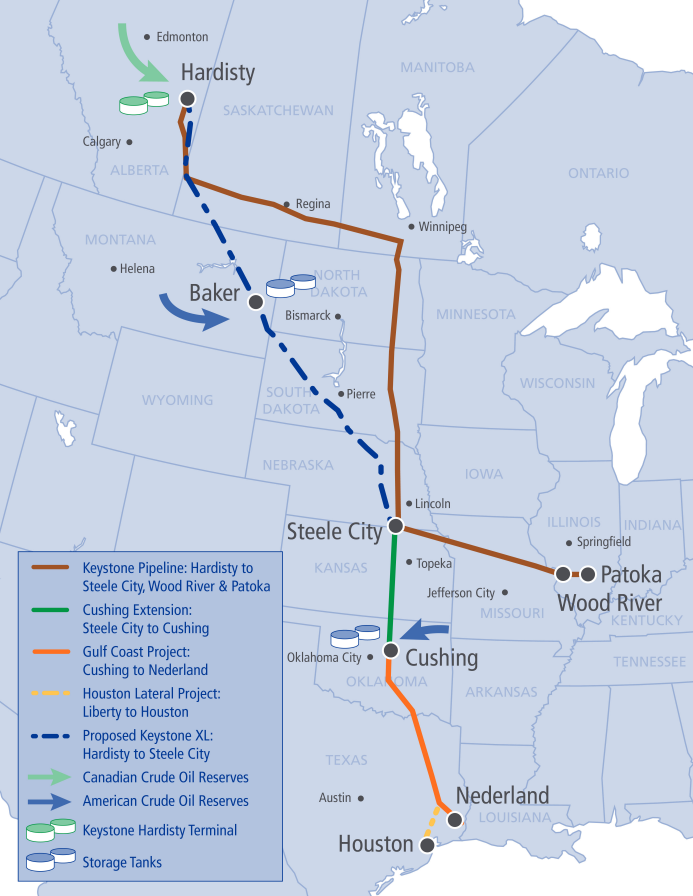 Edmonton
Hardisty
MANITOBA
SASKATCHEWAN
Calgary
ALBERTA
ONTARIO
Regina
Winnipeg
MONTANA
Helena
NORTH
DAKOTA
Baker
Bismarck
MINNESOTA
WISCONSIN
WYOMING
SOUTH
DAKOTA
Pierre
NEBRASKA
IOWA
Lincoln
Steele City
ILLINOIS
INDIANA
Springfield
KANSAS
Topeka
Patoka
Wood River
Jefferson City
MISSOURI
KENTUCKY
Oklahoma City
Cushing
TENNESSEE
OKLAHOMA
ARKANSAS
TEXAS
Austin
Nederland
LOUISIANA
Houston
Keystone Pipeline: Hardisty to
Steele City, Wood River & Patoka
Cushing Extension:
Steele City to Cushing
Gulf Coast Project:
Cushing to Nederland
Houston Lateral Project:
Liberty to Houston
Proposed Keystone XL:
Hardisty to Steele City
Canadian Crude Oil Reserves
American Crude Oil Reserves
Keystone Hardisty Terminal
Storage Tanks